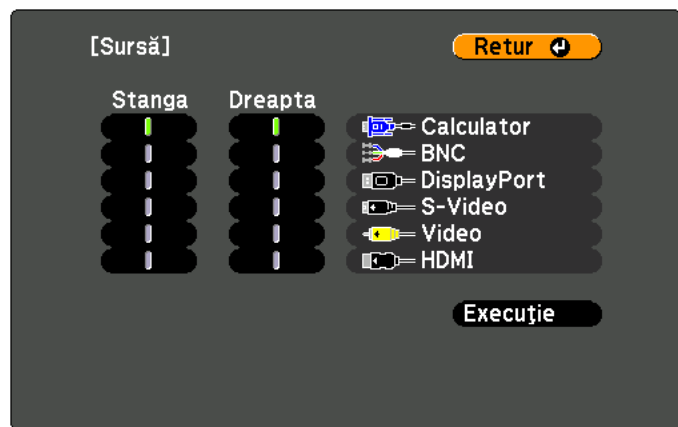 [Sursă]
Retur
Stanga Dreapta
Calculator
BNC
DisplayPort
S-Video
Video
HDMI
Execuţie